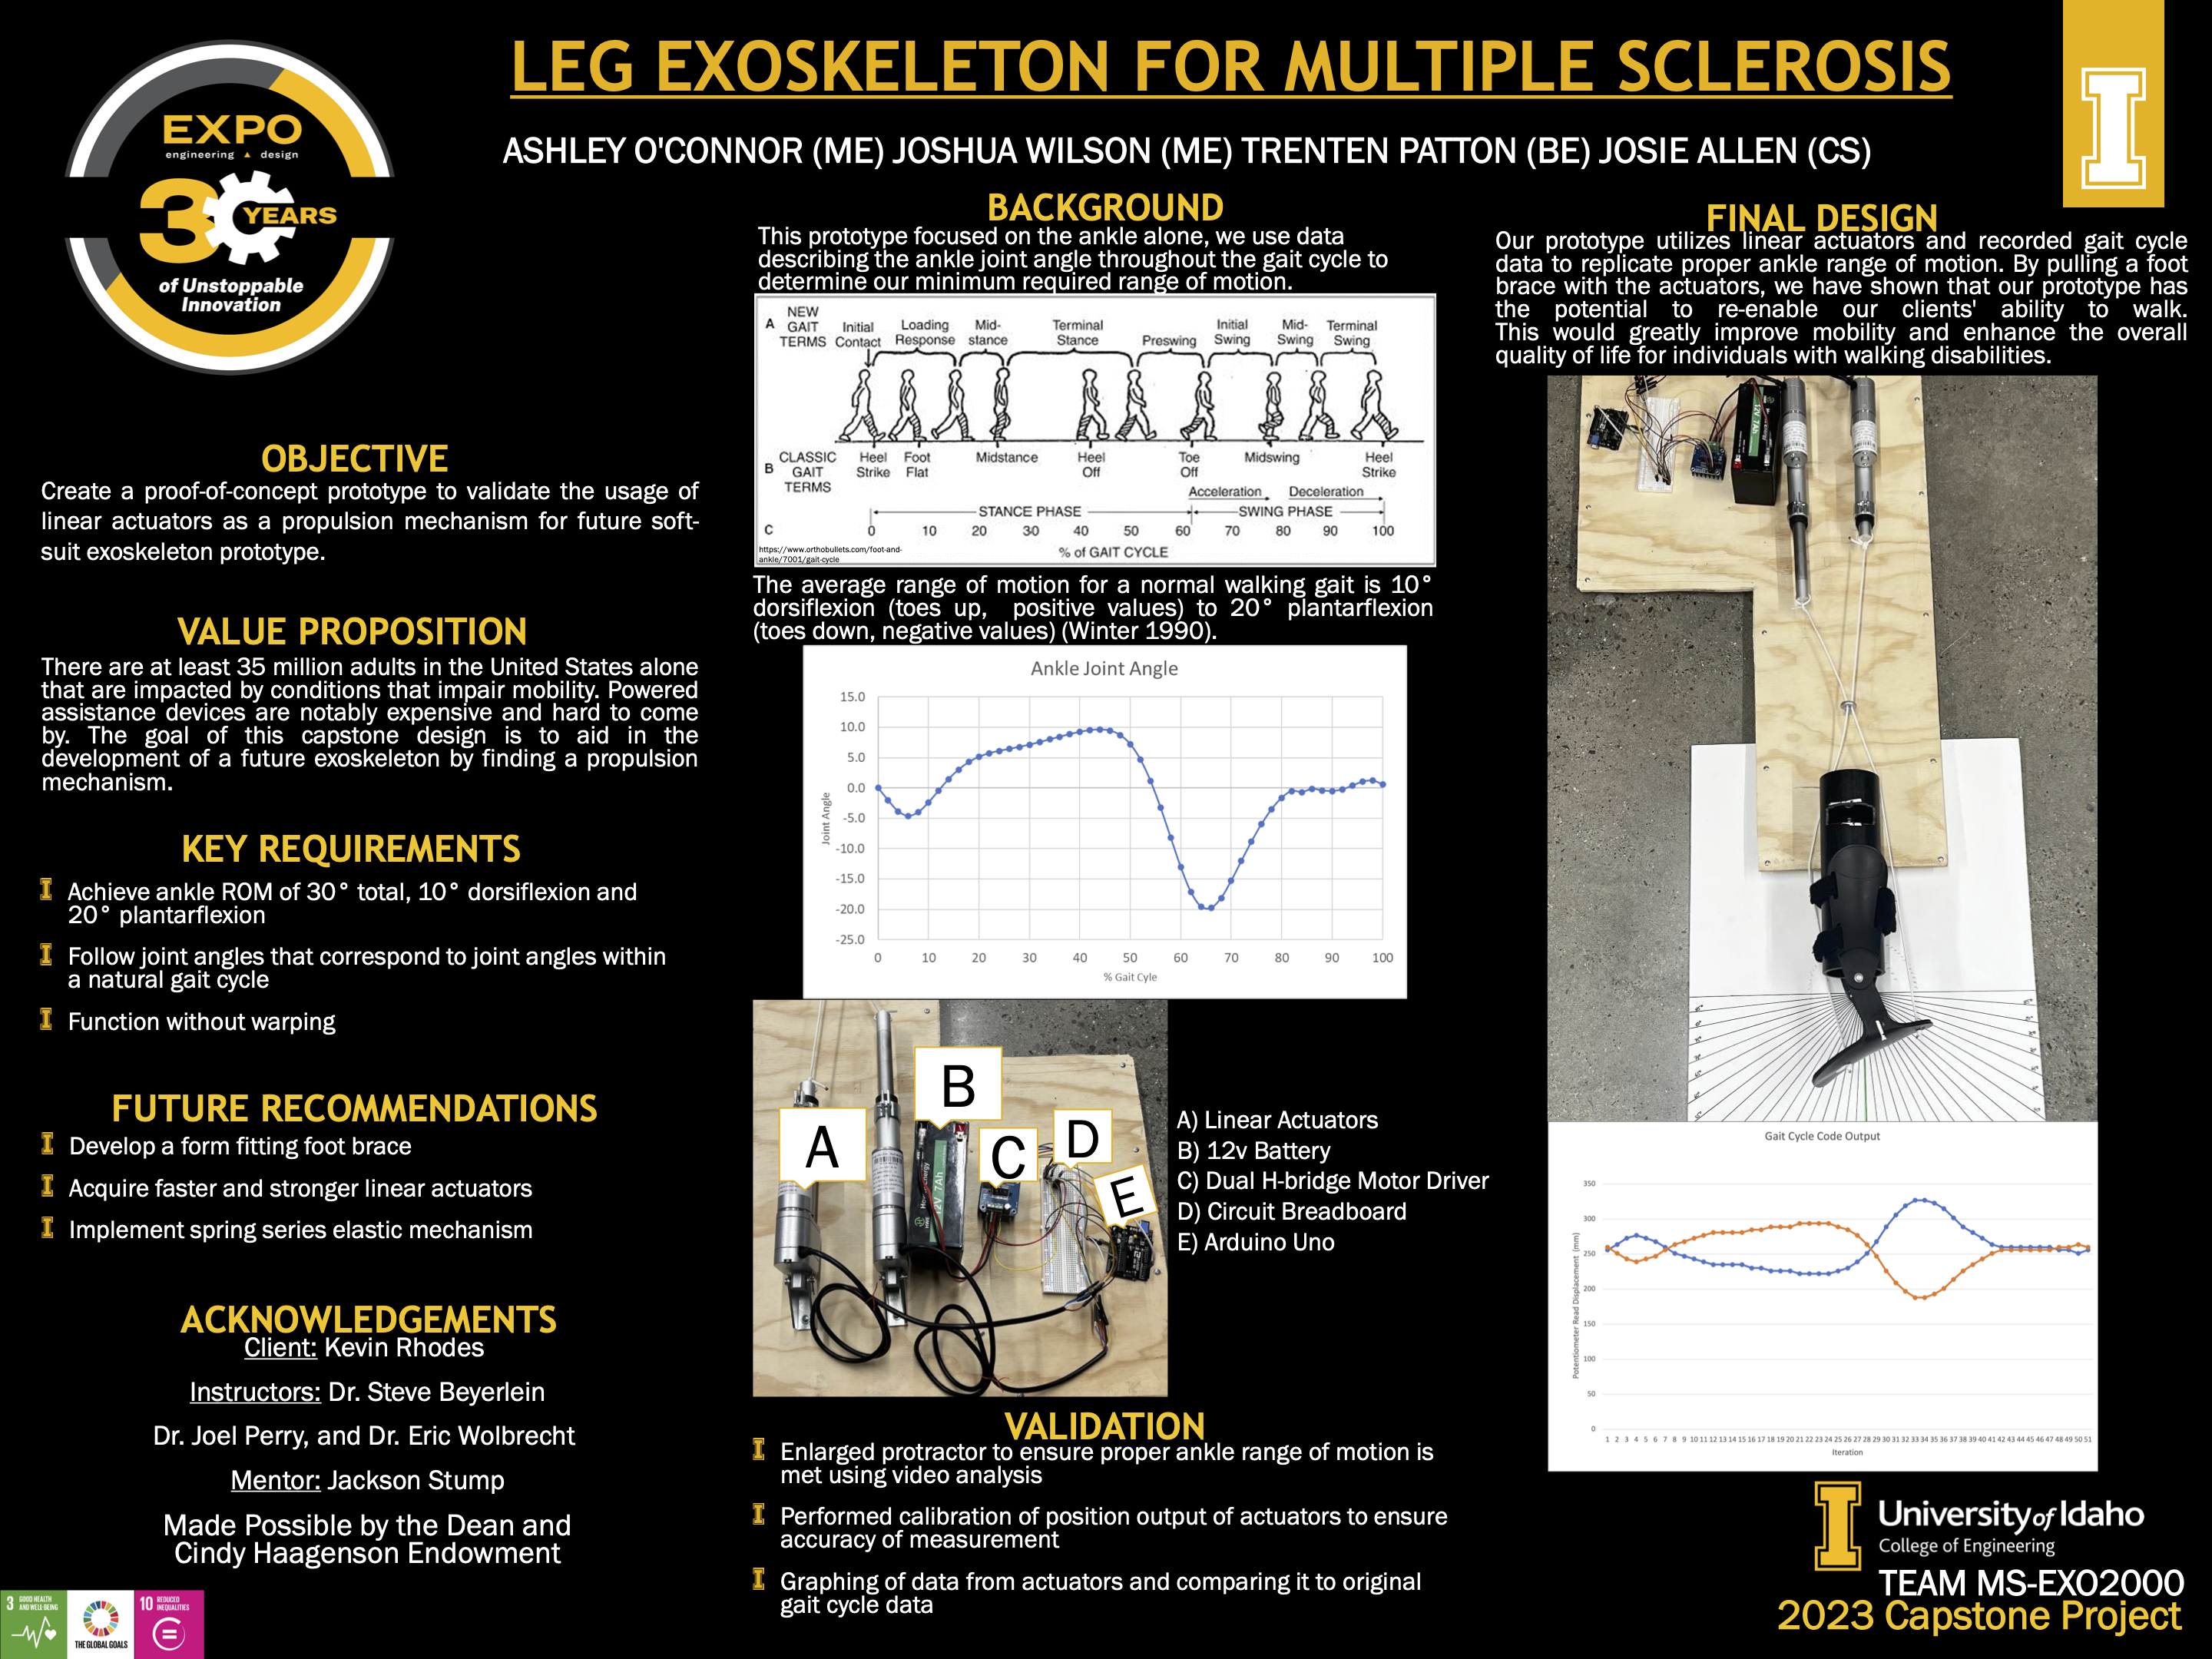 LEG EXOSKELETON FOR MULTIPLE SCLEROSIS
ASHLEY O'CONNOR (ME) JOSHUA WILSON (ME) TRENTEN PATTON (BE) JOSIE ALLEN (CS)
EXPO
engineering ▲ design
30 YEARS
of Unstoppable
Innovation
OBJECTIVE
Create a proof-of-concept prototype to validate the usage of
linear actuators as a propulsion mechanism for future soft-
suit exoskeleton prototype.
VALUE PROPOSITION
There are at least 35 million adults in the United States alone
that are impacted by conditions that impair mobility. Powered
assistance devices are notably expensive and hard to come
by. The goal of this capstone design is to aid in the
development of a future exoskeleton by finding a propulsion
mechanism.
KEY REQUIREMENTS
Achieve ankle ROM of 30° total, 10° dorsiflexion and
20° plantarflexion
Follow joint angles that correspond to joint angles within
a natural gait cycle
Function without warping
FUTURE RECOMMENDATIONS
Develop a form fitting foot brace
Acquire faster and stronger linear actuators
Implement spring series elastic mechanism
ACKNOWLEDGEMENTS
Client: Kevin Rhodes
Instructors: Dr. Steve Beyerlein
Dr. Joel Perry, and Dr. Eric Wolbrecht
Mentor: Jackson Stump
Made Possible by the Dean and
Cindy Haagenson Endowment
3 GOOD HEALTH
AND WELL-BEING
THE GLOBAL GOALS
10 REDUCED
INEQUALITIES
BACKGROUND
This prototype focused on the ankle alone, we use data
describing the ankle joint angle throughout the gait cycle to
determine our minimum required range of motion.
A NEW GAIT TERMS
Initial Contact
Loading Response
Mid-stance
Terminal Stance
Preswing
Initial Swing
Mid-Swing
Terminal Swing
B CLASSIC GAIT TERMS
Heel Strike
Foot Flat
Midstance
Heel Off
Toe Off
Midswing
Heel Strike
Acceleration Deceleration
STANCE PHASE SWING PHASE
C 0 10 20 30 40 50 60 70 80 90 100
% of GAIT CYCLE
https://www.orthobullets.com/foot-and-
ankle/7001/gait-cycle
The average range of motion for a normal walking gait is 10°
dorsiflexion (toes up, positive values) to 20° plantarflexion
(toes down, negative values) (Winter 1990).
Ankle Joint Angle
15.0
10.0
5.0
0.0
-5.0
-10.0
-15.0
-20.0
-25.0
Joint Angle
0 10 20 30 40 50 60 70 80 90 100
% Gait Cyle
A
B
C
D
E
12V 7Ah
A) Linear Actuators
B) 12v Battery
C) Dual H-bridge Motor Driver
D) Circuit Breadboard
E) Arduino Uno
VALIDATION
Enlarged protractor to ensure proper ankle range of motion is
met using video analysis
Performed calibration of position output of actuators to ensure
accuracy of measurement
Graphing of data from actuators and comparing it to original
gait cycle data
FINAL DESIGN
Our prototype utilizes linear actuators and recorded gait cycle
data to replicate proper ankle range of motion. By pulling a foot
brace with the actuators, we have shown that our prototype has
the potential to re-enable our clients' ability to walk.
This would greatly improve mobility and enhance the overall
quality of life for individuals with walking disabilities.
12V 7Ah
Gait Cycle Code Output
350
300
250
200
150
100
50
0
Potentiometer Read Displacement (mm)
1 2 3 4 5 6 7 8 9 10 11 12 13 14 15 16 17 18 19 20 21 22 23 24 25 26 27 28 29 30 31 32 33 34 35 36 37 38 39 40 41 42 43 44 45 46 47 48 49 50 51
Iteration
I University of Idaho
College of Engineering
TEAM MS-EXO2000
2023 Capstone Project